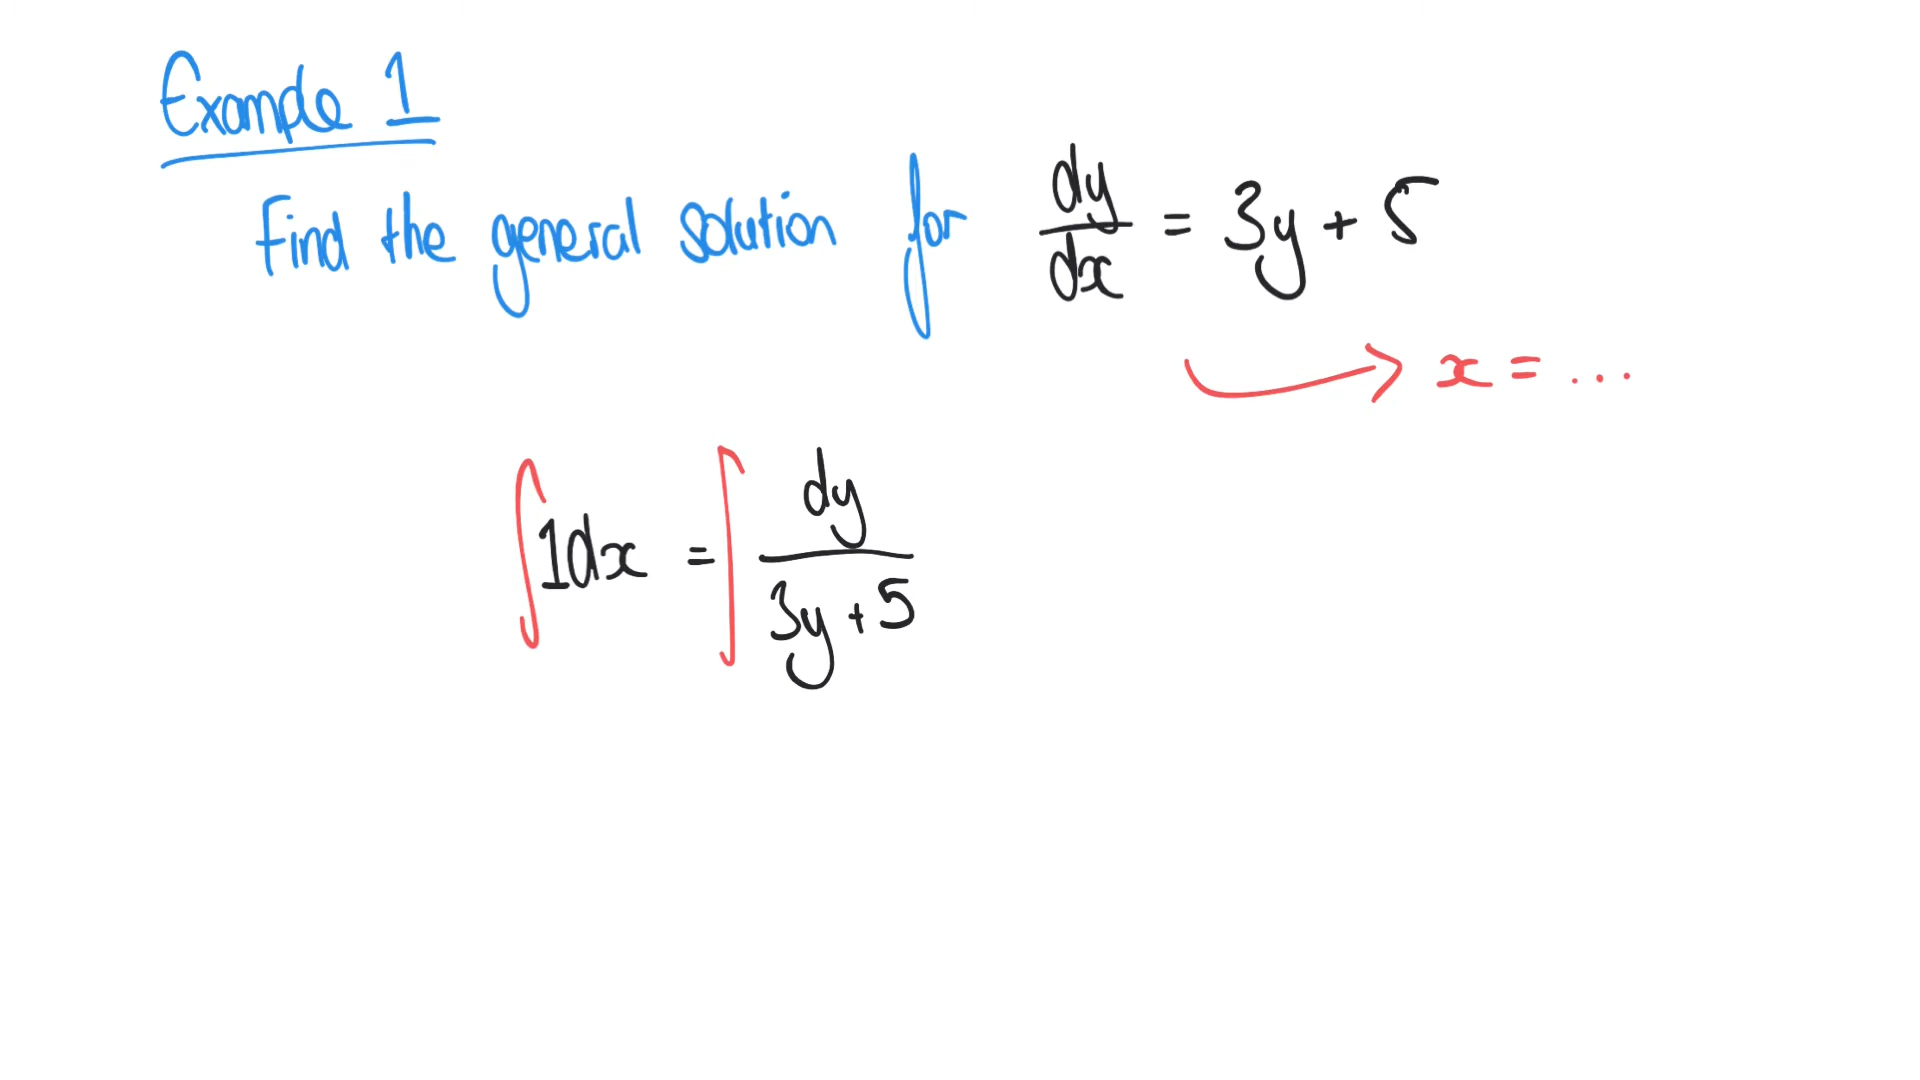 Example 1
Find the general solution for dy/dx = 3y + 5
x = ...
∫1dx = ∫ dy/(3y+5)